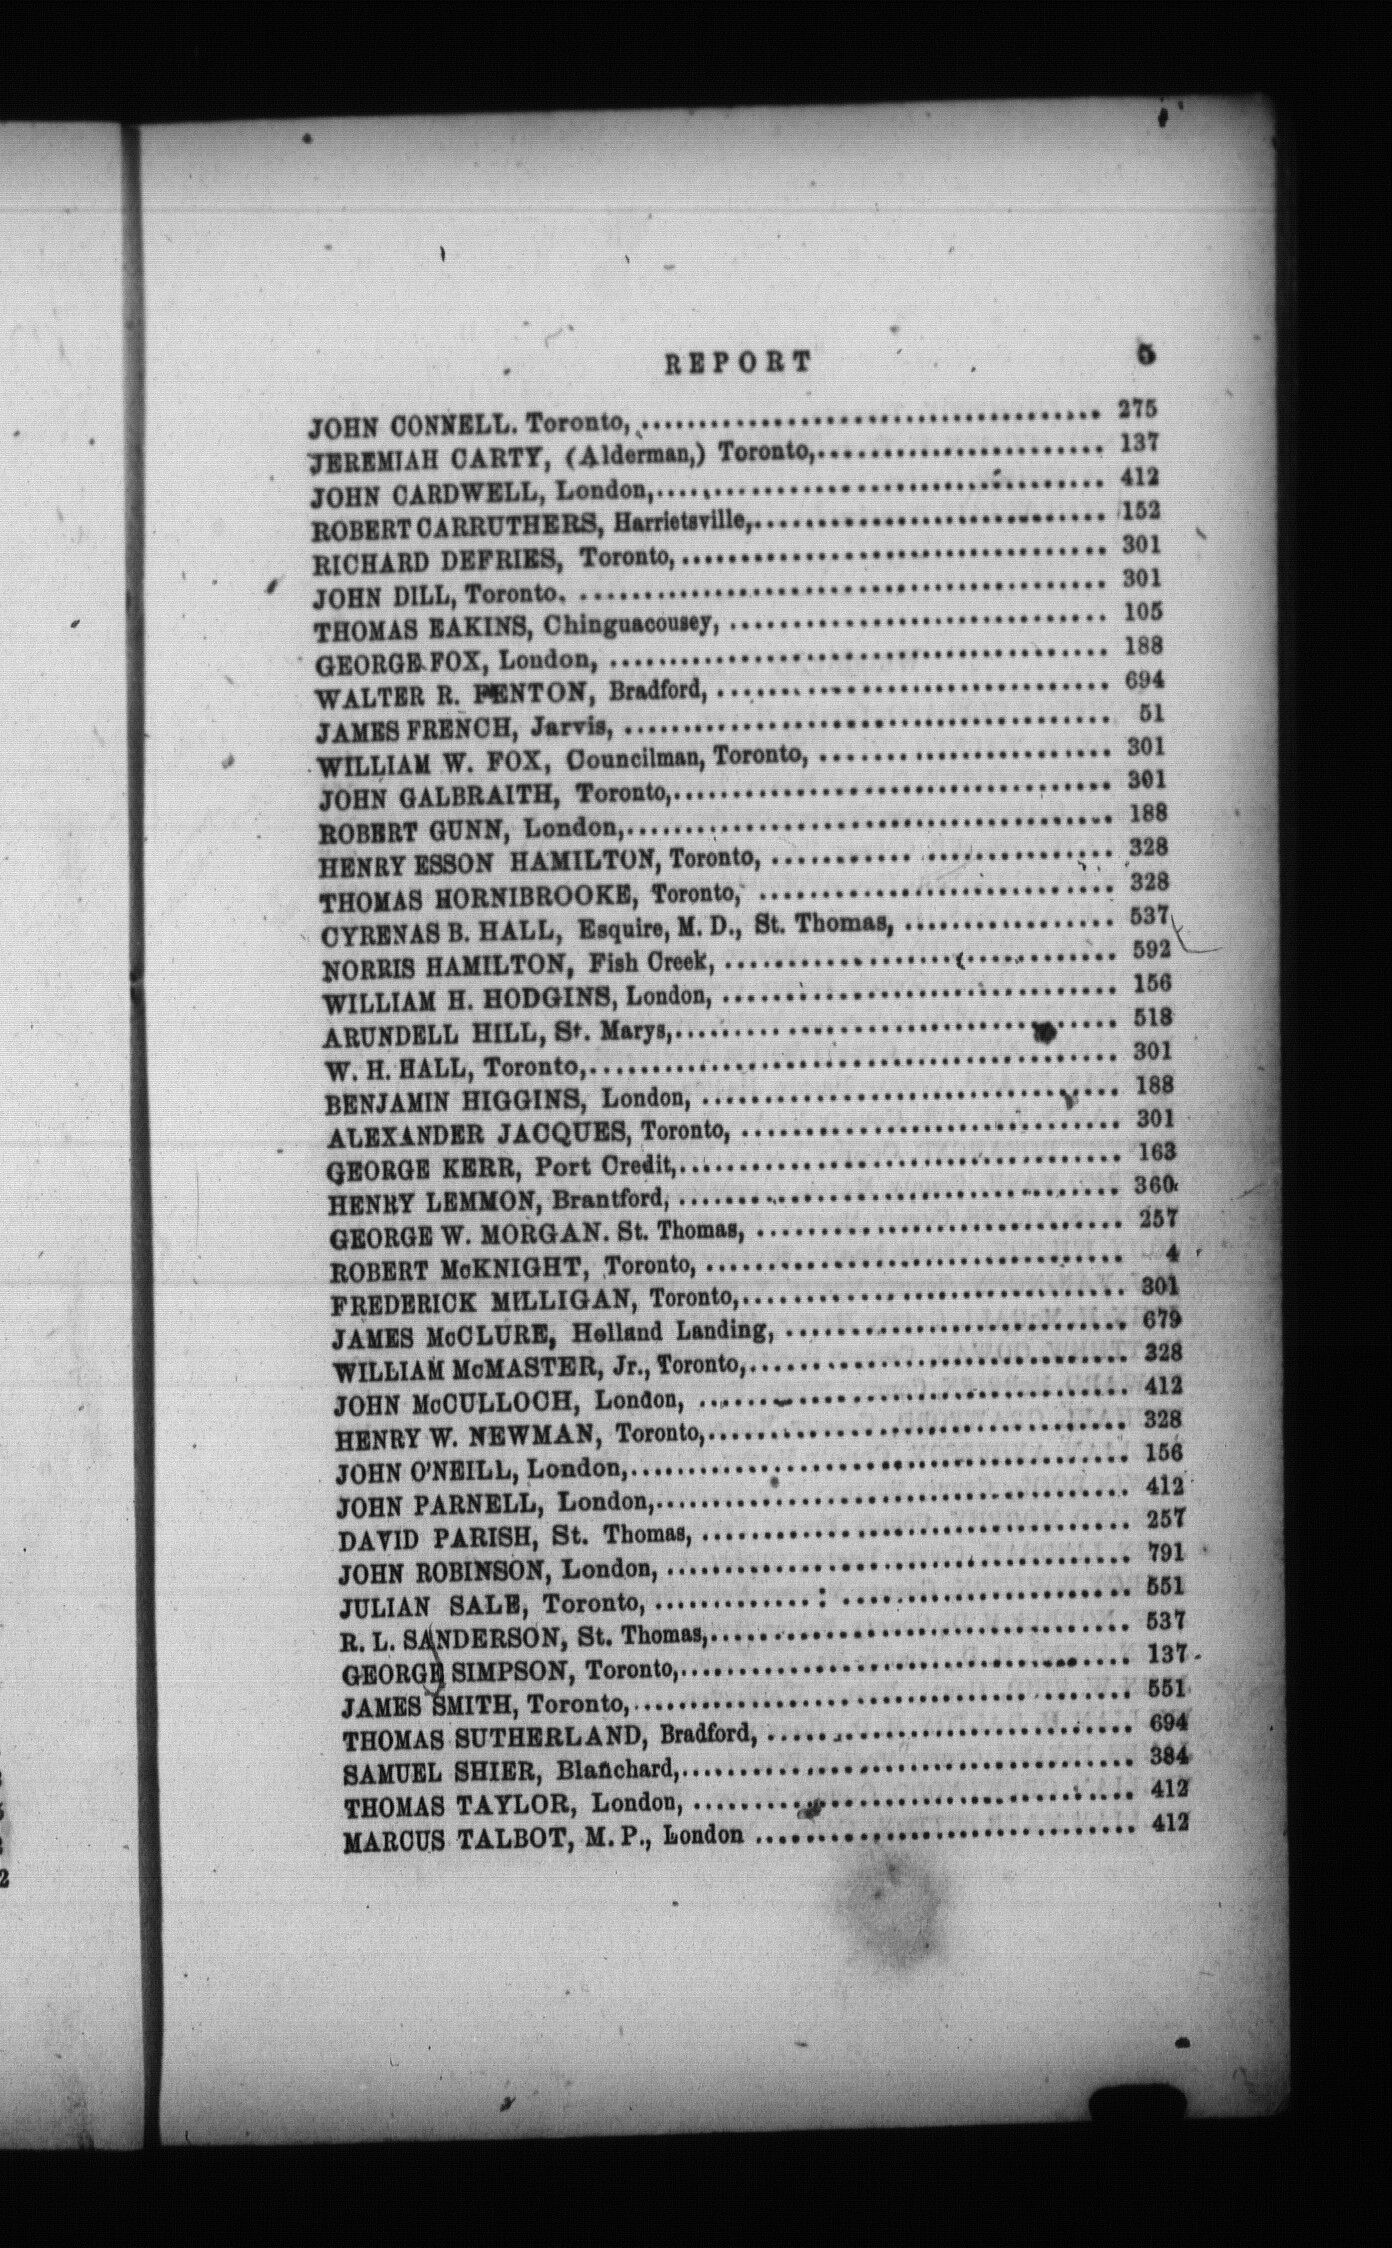 REPORT 5
JOHN CONNELL. Toronto, ........ 275
JEREMIAH CARTY, (Alderman,) Toronto, ........ 137
JOHN CARDWELL, London, ........ 412
ROBERT CARRUTHERS, Harrietsville, ........ 152
RICHARD DEFRIES, Toronto, ........ 301
JOHN DILL, Toronto. ........ 301
THOMAS EAKINS, Chinguacousey, ........ 105
GEORGE FOX, London, ........ 188
WALTER R. FENTON, Bradford, ........ 694
JAMES FRENCH, Jarvis, ........ 51
WILLIAM W. FOX, Councilman, Toronto, ........ 301
JOHN GALBRAITH, Toronto, ........ 301
ROBERT GUNN, London, ........ 188
HENRY ESSON HAMILTON, Toronto, ........ 328
THOMAS HORNIBROOKE, Toronto, ........ 328
CYRENAS B. HALL, Esquire, M. D., St. Thomas, ........ 537
NORRIS HAMILTON, Fish Creek, ........ 592
WILLIAM H. HODGINS, London, ........ 156
ARUNDELL HILL, St. Marys, ........ 518
W. H. HALL, Toronto, ........ 301
BENJAMIN HIGGINS, London, ........ 188
ALEXANDER JACQUES, Toronto, ........ 301
GEORGE KERR, Port Credit, ........ 163
HENRY LEMMON, Brantford, ........ 360
GEORGE W. MORGAN. St. Thomas, ........ 257
ROBERT McKNIGHT, Toronto, ........ 4
FREDERICK MILLIGAN, Toronto, ........ 301
JAMES McCLURE, Holland Landing, ........ 679
WILLIAM McMASTER, Jr., Toronto, ........ 328
JOHN McCULLOCH, London, ........ 412
HENRY W. NEWMAN, Toronto, ........ 328
JOHN O'NEILL, London, ........ 156
JOHN PARNELL, London, ........ 412
DAVID PARISH, St. Thomas, ........ 257
JOHN ROBINSON, London, ........ 791
JULIAN SALE, Toronto, ........ 551
R. L. SANDERSON, St. Thomas, ........ 537
GEORGE SIMPSON, Toronto, ........ 137
JAMES SMITH, Toronto, ........ 551
THOMAS SUTHERLAND, Bradford, ........ 694
SAMUEL SHIER, Blanchard, ........ 384
THOMAS TAYLOR, London, ........ 412
MARCUS TALBOT, M. P., London ........ 412